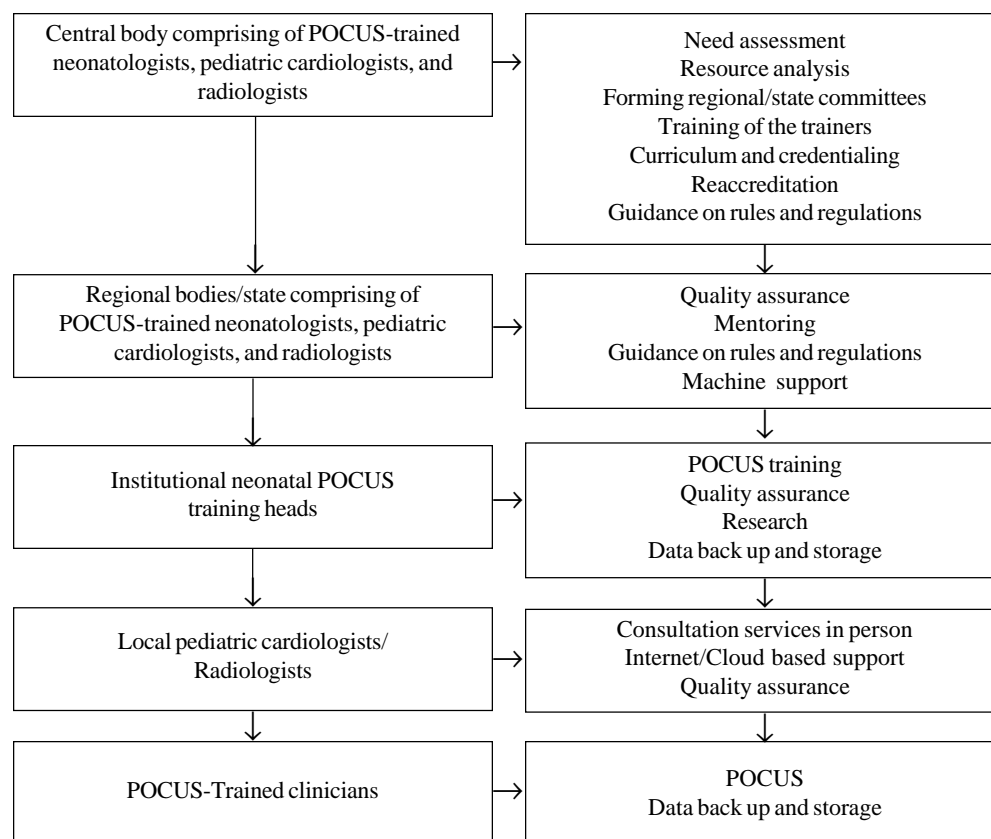 Central body comprising of POCUS-trained
neonatologists, pediatric cardiologists, and
radiologists
Need assessment
Resource analysis
Forming regional/state committees
Training of the trainers
Curriculum and credentialing
Reaccreditation
Guidance on rules and regulations
Regional bodies/state comprising of
POCUS-trained neonatologists, pediatric
cardiologists, and radiologists
Quality assurance
Mentoring
Guidance on rules and regulations
Machine support
Institutional neonatal POCUS
training heads
POCUS training
Quality assurance
Research
Data back up and storage
Local pediatric cardiologists/
Radiologists
Consultation services in person
Internet/Cloud based support
Quality assurance
POCUS-Trained clinicians
POCUS
Data back up and storage